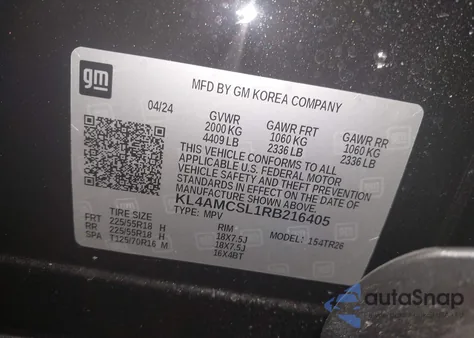 gm
MFD BY GM KOREA COMPANY
04/24
GVWR GAWR FRT GAWR RR
2000 KG 1060 KG 1060 KG
4409 LB 2336 LB 2336 LB
THIS VEHICLE CONFORMS TO ALL
APPLICABLE U.S. FEDERAL MOTOR
VEHICLE SAFETY AND THEFT PREVENTION
STANDARDS IN EFFECT ON THE DATE OF
MANUFACTURE SHOWN ABOVE.
KL4AMCSL1RB216405
TYPE: MPV MODEL: 154TR26
TIRE SIZE RIM
FRT 225/55R18 H 18X7.5J
RR 225/55R18 H 18X7.5J
SPA T125/70R16 M 16X4BT
autoSnap